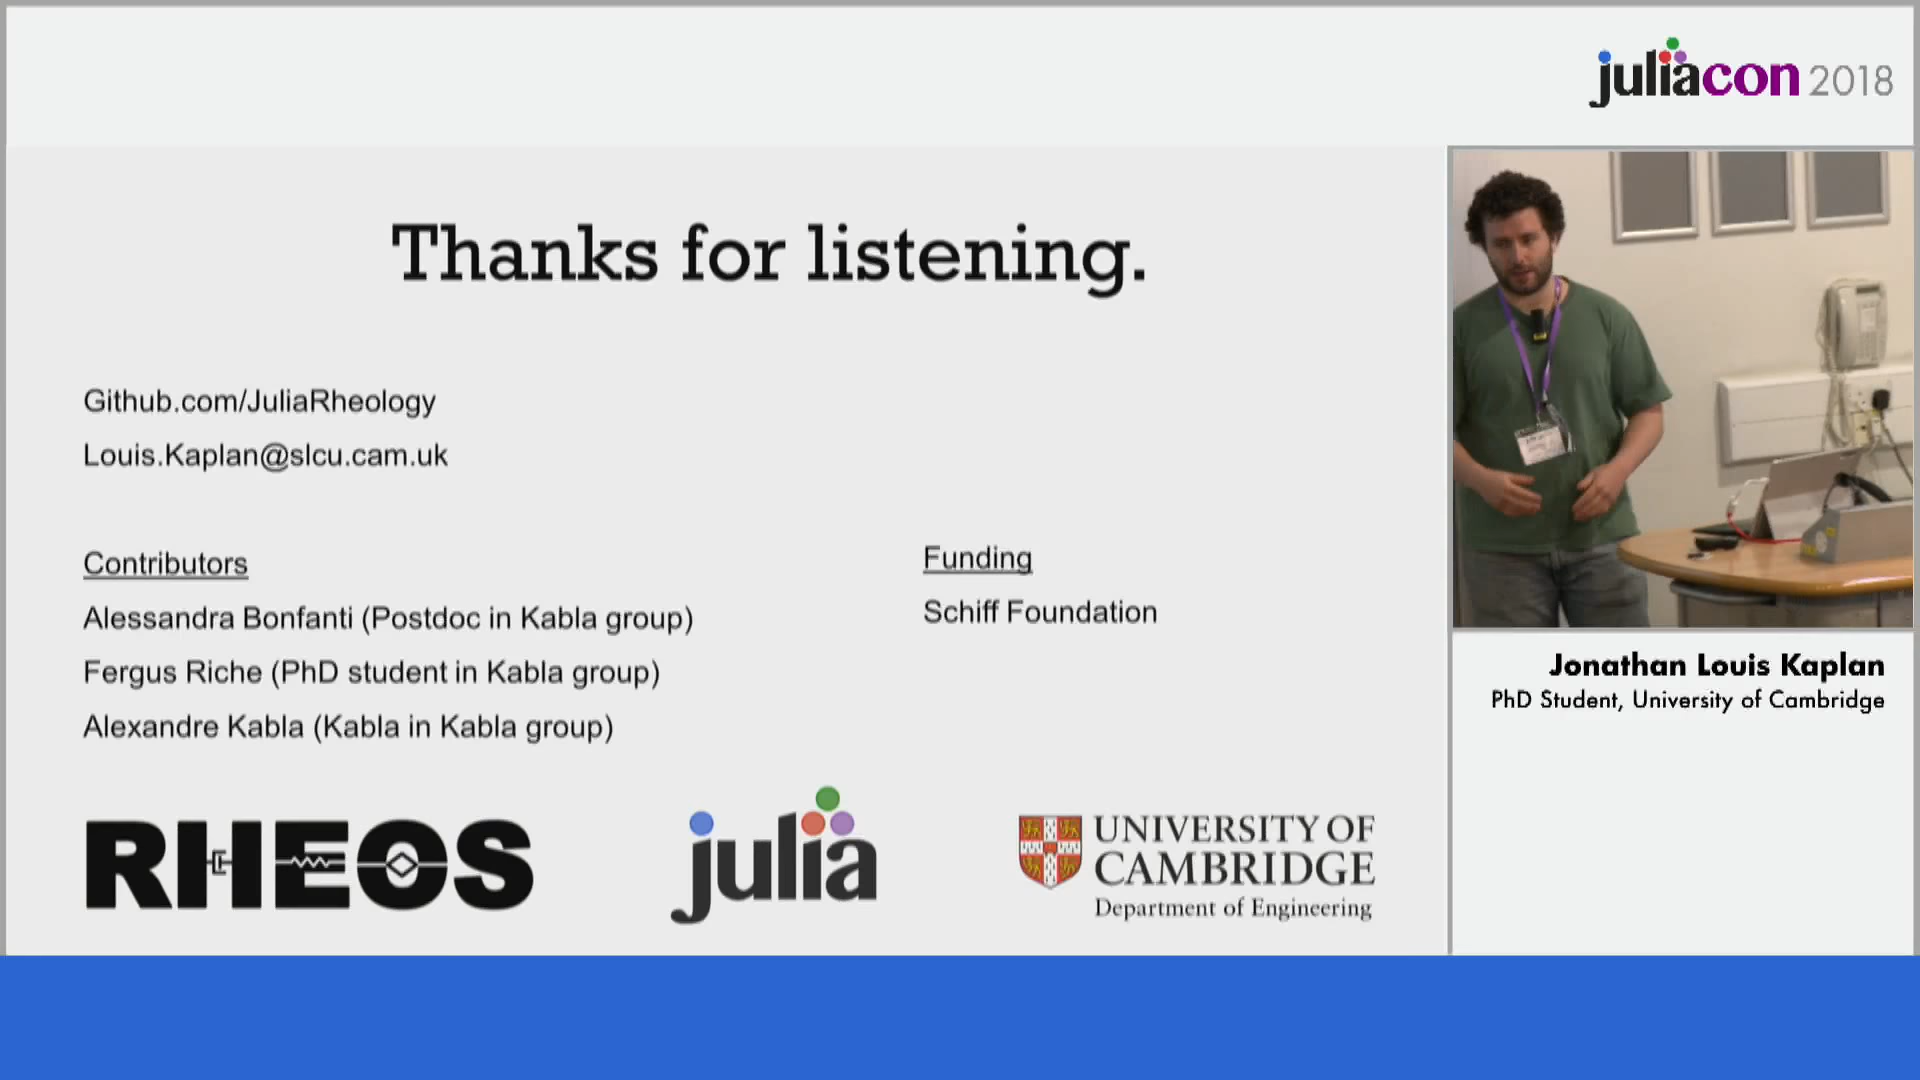 juliacon 2018
Thanks for listening.
Github.com/JuliaRheology
Louis.Kaplan@slcu.cam.uk
Contributors
Alessandra Bonfanti (Postdoc in Kabla group)
Fergus Riche (PhD student in Kabla group)
Alexandre Kabla (Kabla in Kabla group)
Funding
Schiff Foundation
RHEOS
julia
UNIVERSITY OF
CAMBRIDGE
Department of Engineering
Jonathan Louis Kaplan
PhD Student, University of Cambridge